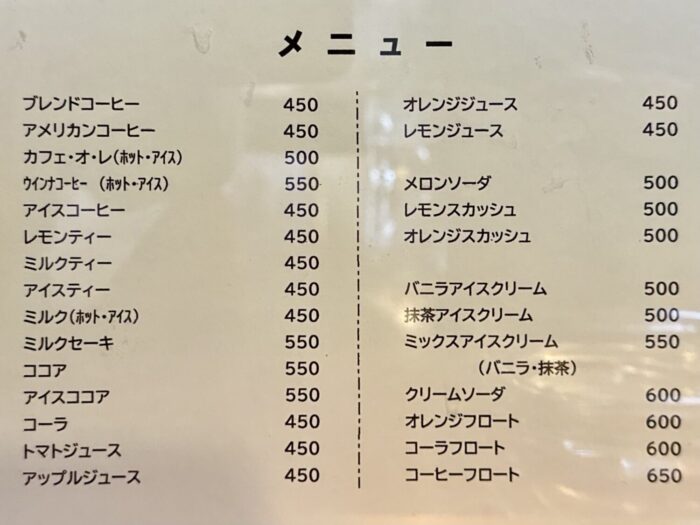 メニュー
ブレンドコーヒー 450
アメリカンコーヒー 450
カフェ・オ・レ(ホット・アイス) 500
ウインナコーヒー (ホット・アイス) 550
アイスコーヒー 450
レモンティー 450
ミルクティー 450
アイスティー 450
ミルク(ホット・アイス) 450
ミルクセーキ 550
ココア 550
アイスココア 550
コーラ 450
トマトジュース 450
アップルジュース 450
オレンジジュース 450
レモンジュース 450
メロンソーダ 500
レモンスカッシュ 500
オレンジスカッシュ 500
バニラアイスクリーム 500
抹茶アイスクリーム 500
ミックスアイスクリーム 550
(バニラ・抹茶)
クリームソーダ 600
オレンジフロート 600
コーラフロート 600
コーヒーフロート 650